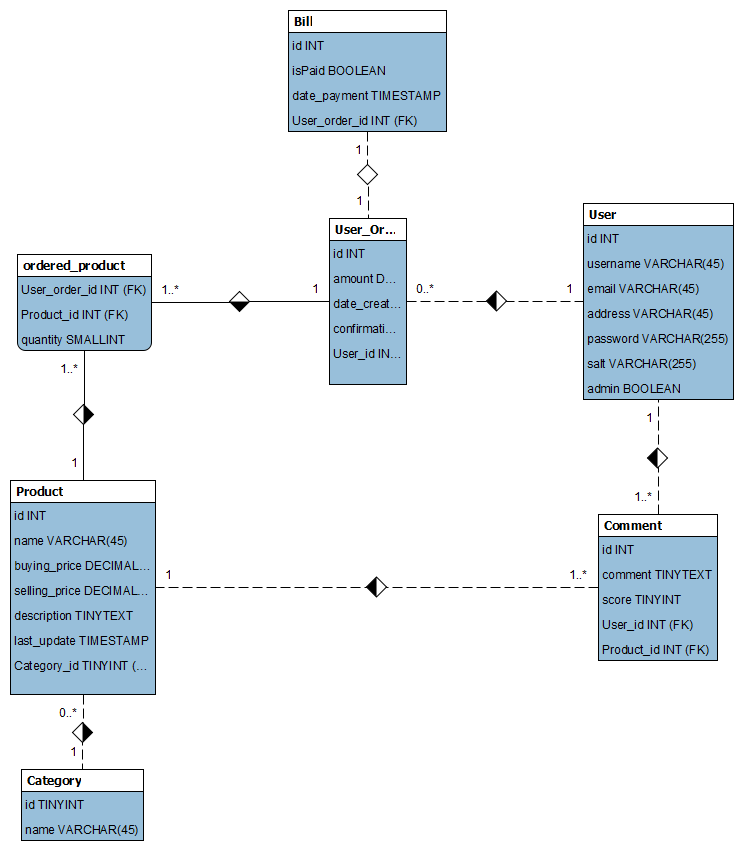 Bill
id INT
isPaid BOOLEAN
date_payment TIMESTAMP
User_order_id INT (FK)
1
1
User_Or...
id INT
amount D...
date_creat...
confirmati...
User_id IN...
ordered_product
User_order_id INT (FK)
Product_id INT (FK)
quantity SMALLINT
1..*
1
0..*
1
User
id INT
username VARCHAR(45)
email VARCHAR(45)
address VARCHAR(45)
password VARCHAR(255)
salt VARCHAR(255)
admin BOOLEAN
1..*
1
1
1..*
Product
id INT
name VARCHAR(45)
buying_price DECIMAL...
selling_price DECIMAL...
description TINYTEXT
last_update TIMESTAMP
Category_id TINYINT (...
1
1..*
Comment
id INT
comment TINYTEXT
score TINYINT
User_id INT (FK)
Product_id INT (FK)
0..*
1
Category
id TINYINT
name VARCHAR(45)